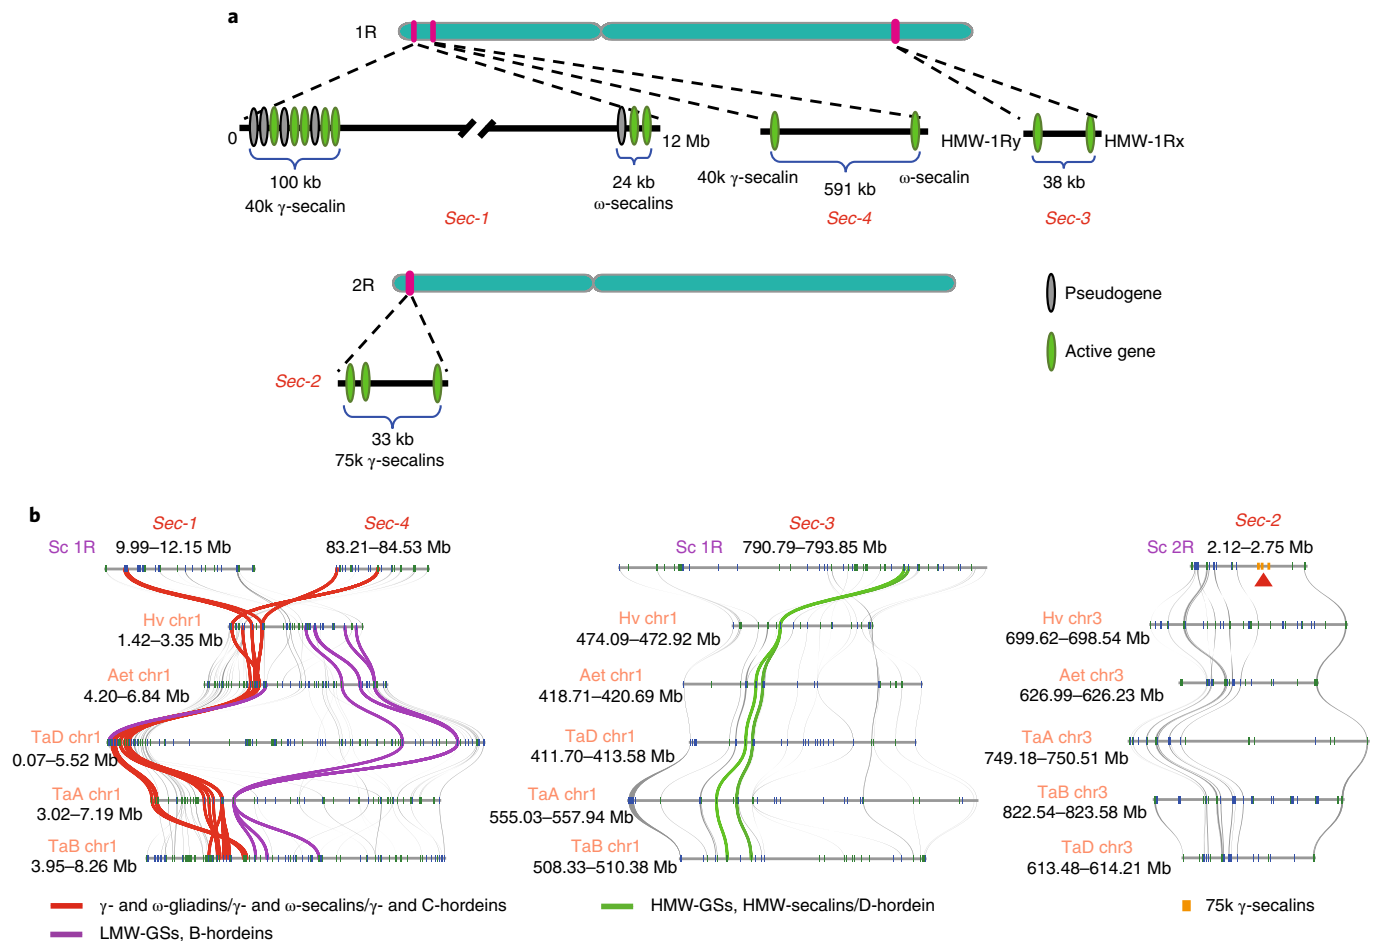 a
1R
0
12 Mb
HMW-1Ry
HMW-1Rx
100 kb
40k γ-secalin
24 kb
ω-secalins
40k γ-secalin
591 kb
ω-secalin
38 kb
Sec-1
Sec-4
Sec-3
2R
Pseudogene
Active gene
Sec-2
33 kb
75k γ-secalins
b
Sec-1
Sec-4
Sc 1R
9.99–12.15 Mb
83.21–84.53 Mb
Hv chr1
1.42–3.35 Mb
Aet chr1
4.20–6.84 Mb
TaD chr1
0.07–5.52 Mb
TaA chr1
3.02–7.19 Mb
TaB chr1
3.95–8.26 Mb
Sec-3
Sc 1R
790.79–793.85 Mb
Hv chr1
474.09–472.92 Mb
Aet chr1
418.71–420.69 Mb
TaD chr1
411.70–413.58 Mb
TaA chr1
555.03–557.94 Mb
TaB chr1
508.33–510.38 Mb
Sec-2
Sc 2R
2.12–2.75 Mb
Hv chr3
699.62–698.54 Mb
Aet chr3
626.99–626.23 Mb
TaA chr3
749.18–750.51 Mb
TaB chr3
822.54–823.58 Mb
TaD chr3
613.48–614.21 Mb
γ- and ω-gliadins/γ- and ω-secalins/γ- and C-hordeins
LMW-GSs, B-hordeins
HMW-GSs, HMW-secalins/D-hordein
75k γ-secalins